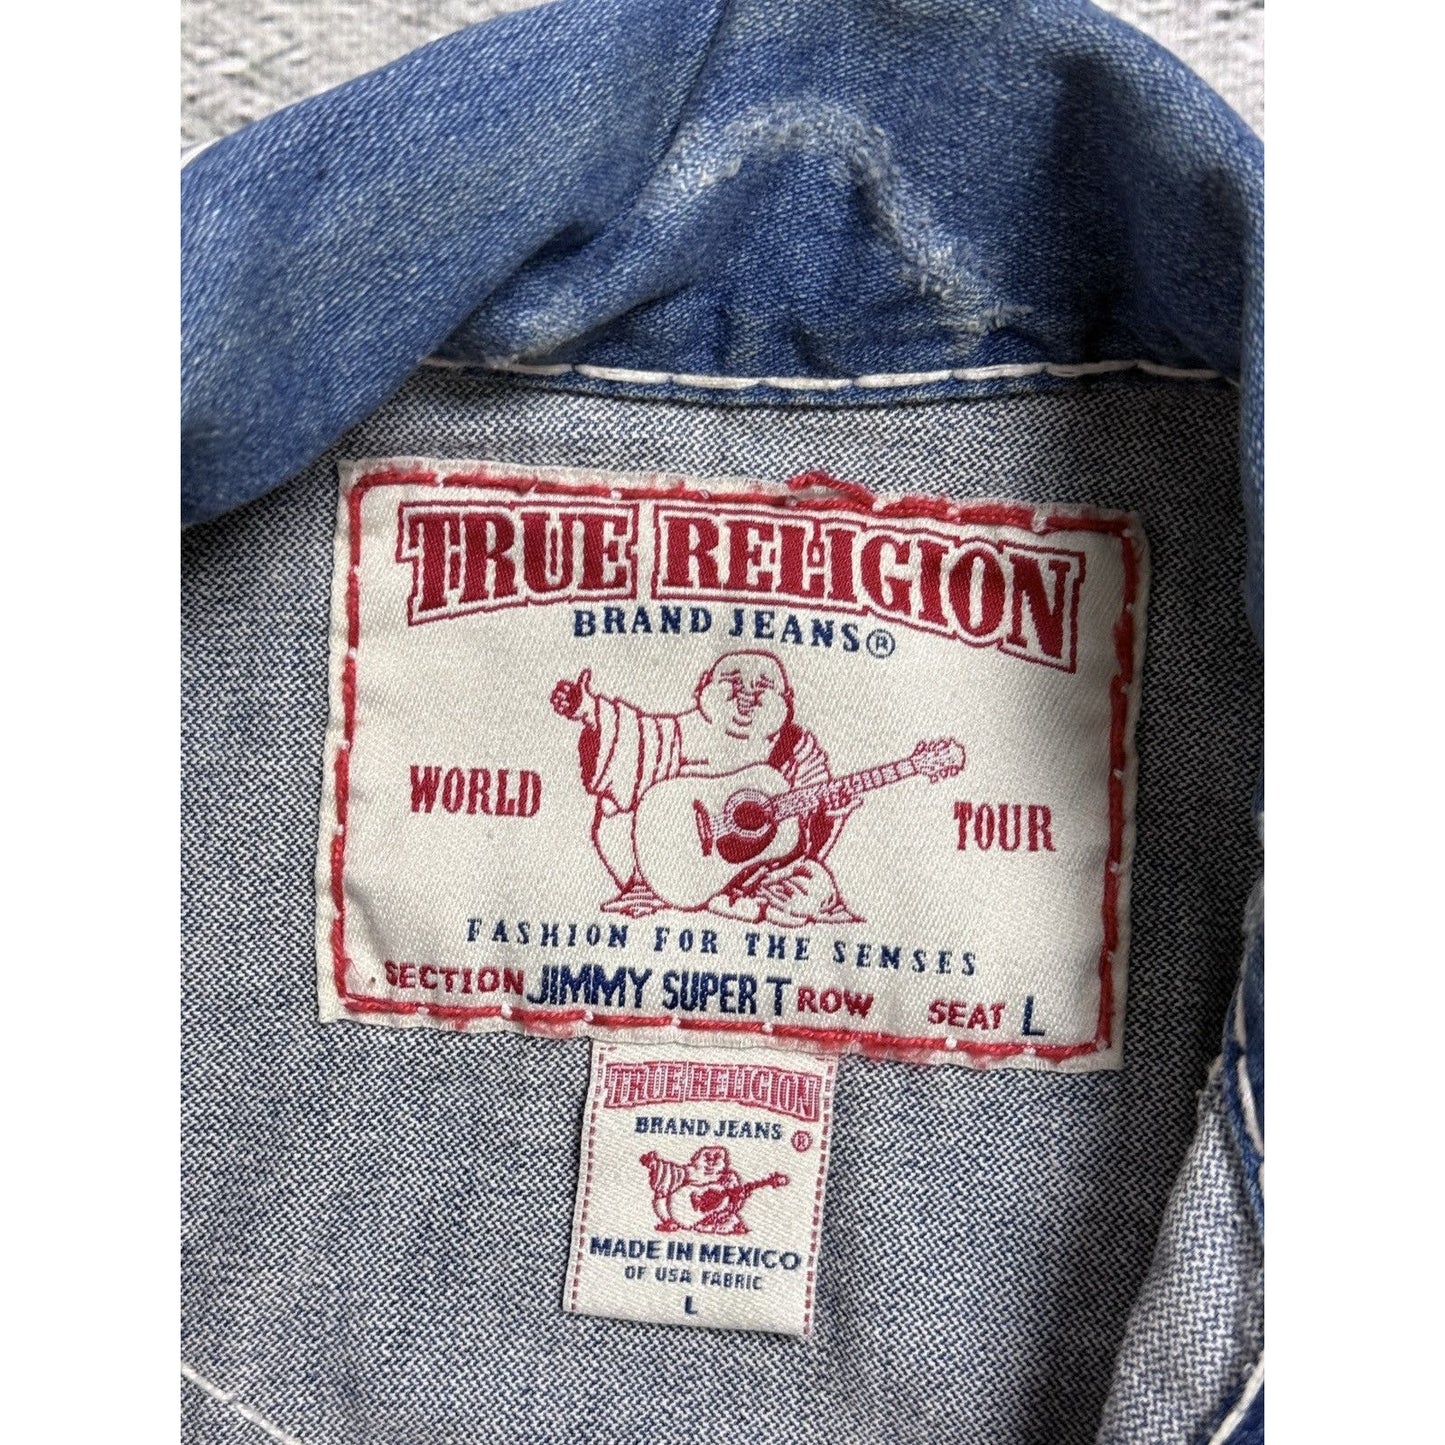 TRUE RELIGION
BRAND JEANS®
WORLD TOUR
FASHION FOR THE SENSES
SECTION JIMMY SUPER T ROW SEAT L
TRUE RELIGION
BRAND JEANS ®
MADE IN MEXICO
OF USA FABRIC
L